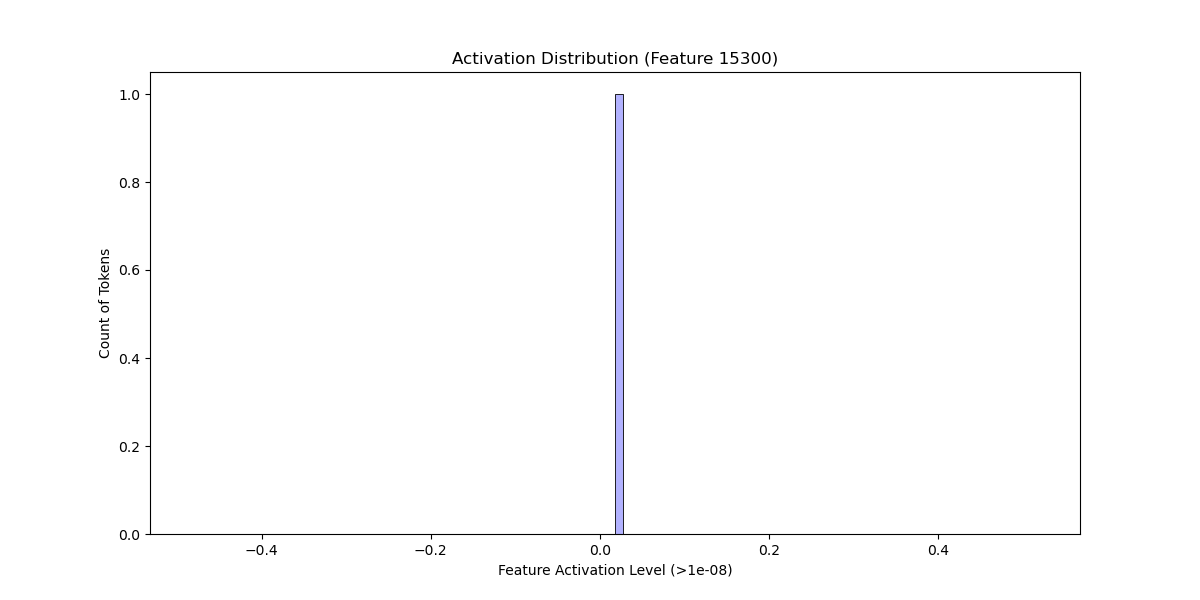 Activation Distribution (Feature 15300)
1.0
0.8
0.6
0.4
0.2
0.0
Count of Tokens
−0.4 −0.2 0.0 0.2 0.4
Feature Activation Level (>1e-08)